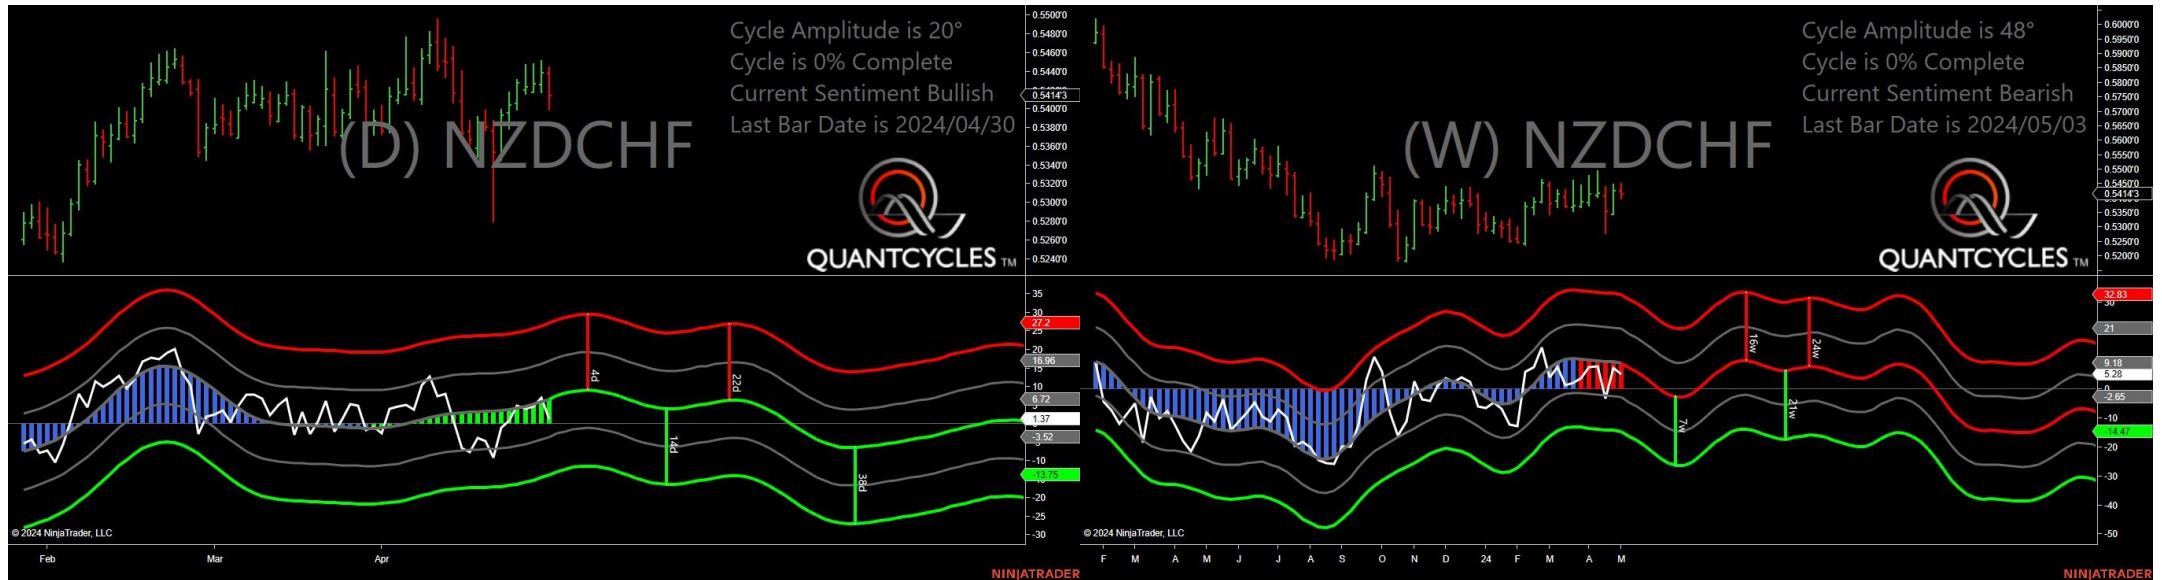 Cycle Amplitude is 20°
Cycle is 0% Complete
Current Sentiment Bullish
Last Bar Date is 2024/04/30
(D) NZDCHF
QUANTCYCLES TM
0.5500'0
0.5480'0
0.5460'0
0.5440'0
0.5414'3
0.5400'0
0.5380'0
0.5360'0
0.5340'0
0.5320'0
0.5300'0
0.5280'0
0.5260'0
0.5240'0
35
30
27.2
25
20
16.96
15
10
6.72
1.37
-3.52
-10
-13.75
-20
-25
-30
4d
14d
22d
38d
© 2024 NinjaTrader, LLC
Feb
Mar
Apr
NINJATRADER
Cycle Amplitude is 48°
Cycle is 0% Complete
Current Sentiment Bearish
Last Bar Date is 2024/05/03
(W) NZDCHF
QUANTCYCLES TM
0.6000'0
0.5950'0
0.5900'0
0.5850'0
0.5800'0
0.5750'0
0.5700'0
0.5650'0
0.5600'0
0.5550'0
0.5500'0
0.5450'0
0.5414'3
0.5350'0
0.5300'0
0.5250'0
0.5200'0
32.83
30
21
9.18
5.28
0
-2.65
-10
-14.47
-20
-30
-40
-50
7w
16w
21w
24w
© 2024 NinjaTrader, LLC
F
M
A
M
J
J
A
S
O
N
D
24
F
M
A
M
NINJATRADER